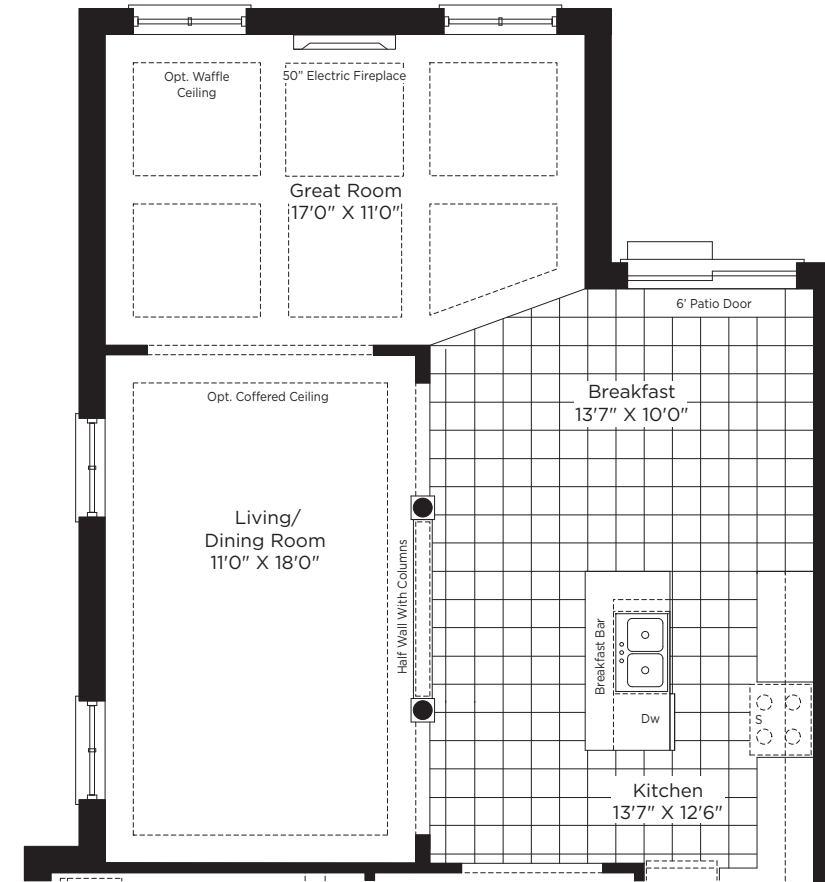 Opt. Waffle
Ceiling
50" Electric Fireplace
Great Room
17'0" X 11'0"
6' Patio Door
Opt. Coffered Ceiling
Breakfast
13'7" X 10'0"
Living/
Dining Room
11'0" X 18'0"
Half Wall With Columns
Breakfast Bar
Dw
S
Kitchen
13'7" X 12'6"